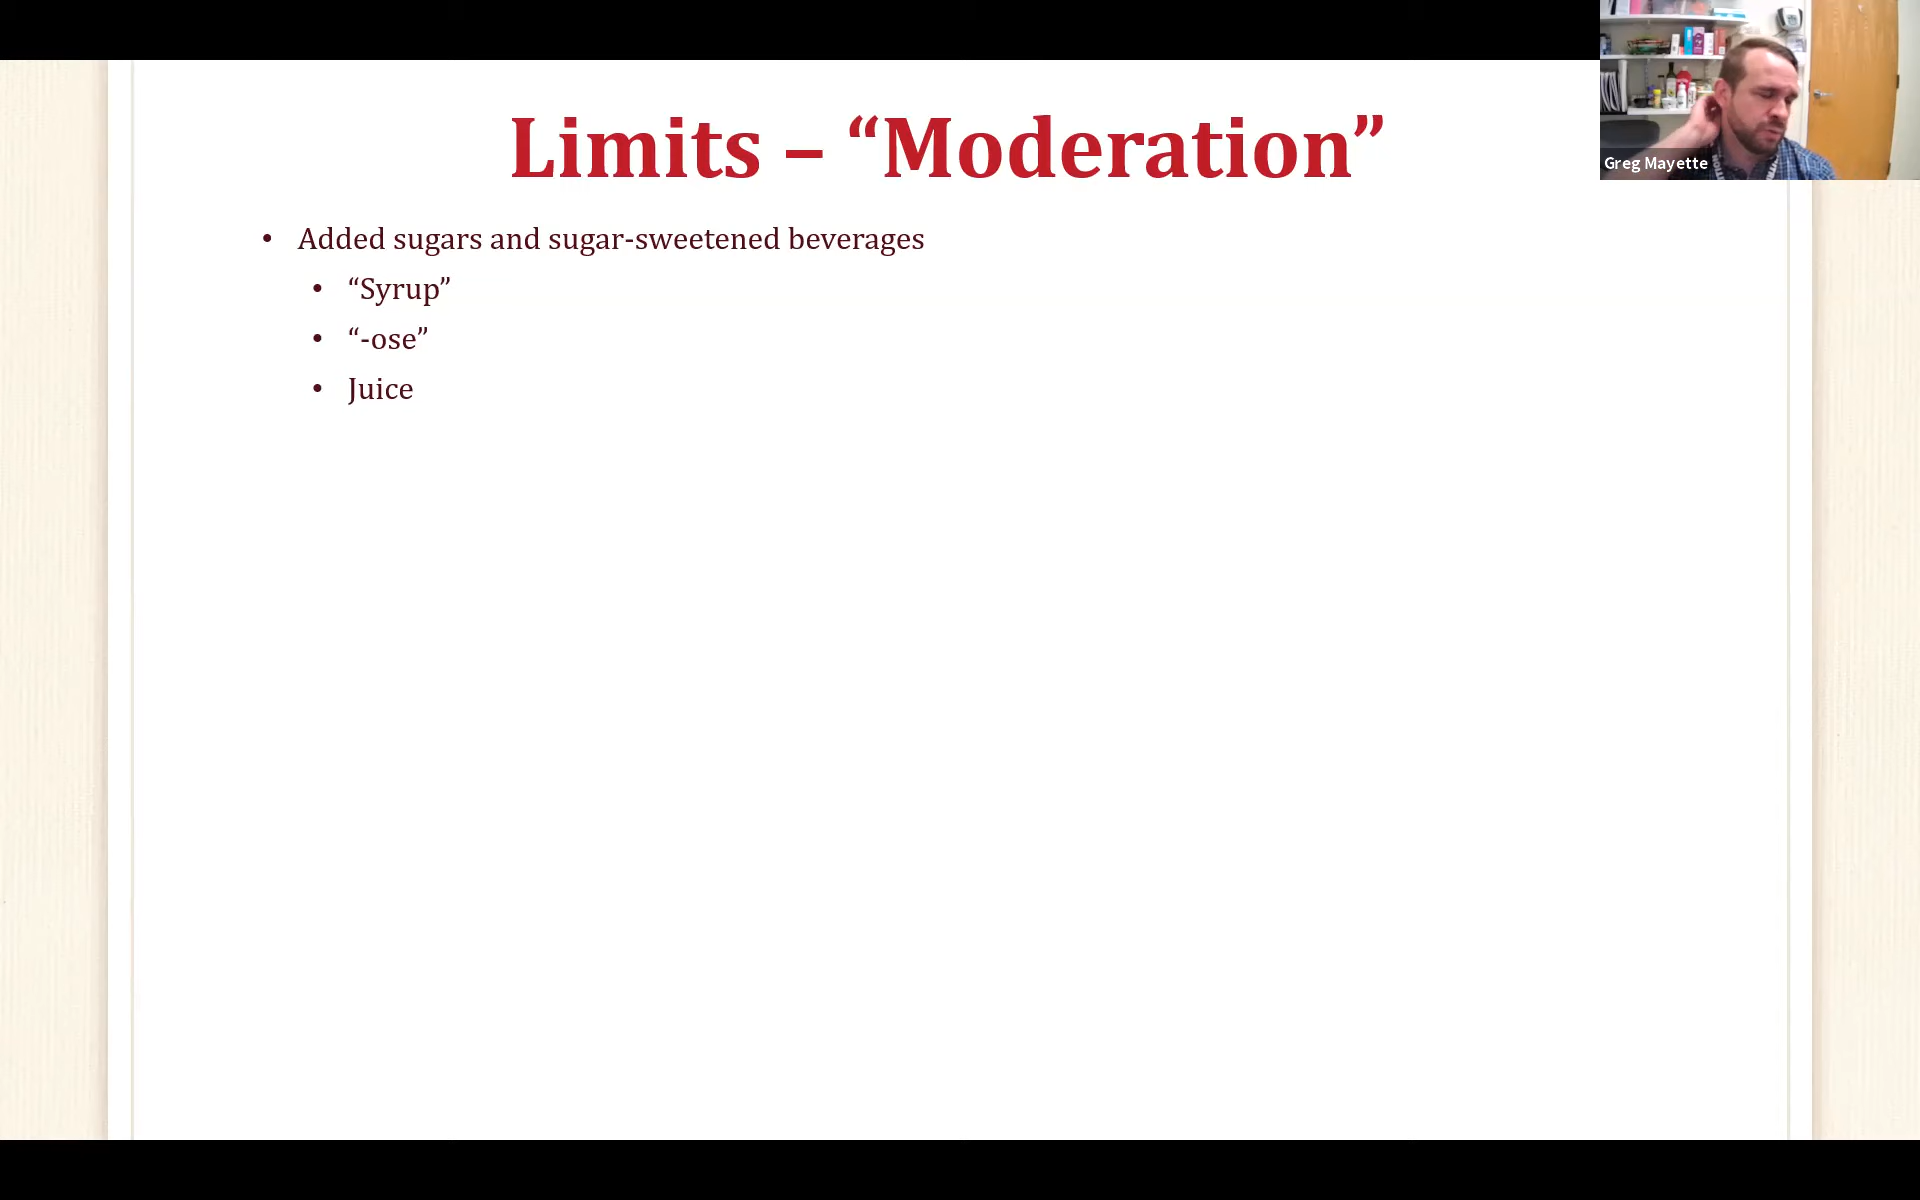 Limits – “Moderation”
• Added sugars and sugar-sweetened beverages
• “Syrup”
• “-ose”
• Juice
Greg Mayette